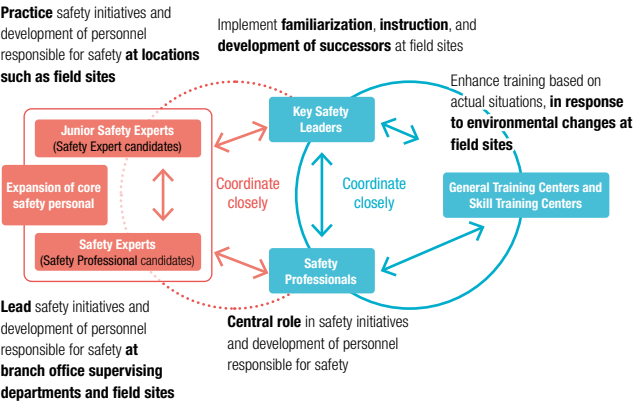 Practice safety initiatives and
development of personnel
responsible for safety at locations
such as field sites
Implement familiarization, instruction, and
development of successors at field sites
Enhance training based on
actual situations, in response
to environmental changes at
field sites
Junior Safety Experts
(Safety Expert candidates)
Key Safety
Leaders
Expansion of core
safety personal
Coordinate
closely
Coordinate
closely
General Training Centers and
Skill Training Centers
Safety Experts
(Safety Professional candidates)
Safety
Professionals
Lead safety initiatives and
development of personnel
responsible for safety at
branch office supervising
departments and field sites
Central role in safety initiatives
and development of personnel
responsible for safety